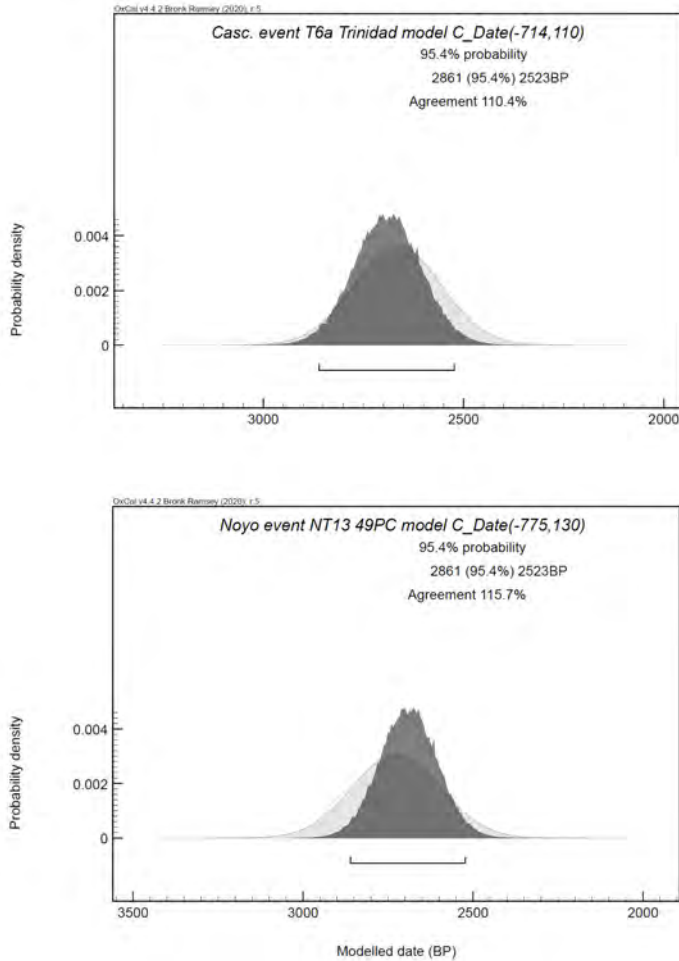 OxCal v4.4.2 Bronk Ramsey (2020); r:5
Casc. event T6a Trinidad model C_Date(-714,110)
95.4% probability
2861 (95.4%) 2523BP
Agreement 110.4%
Probability density
0.004
0.002
0
3000
2500
2000
OxCal v4.4.2 Bronk Ramsey (2020); r:5
Noyo event NT13 49PC model C_Date(-775,130)
95.4% probability
2861 (95.4%) 2523BP
Agreement 115.7%
Probability density
0.004
0.002
0
3500
3000
2500
2000
Modelled date (BP)